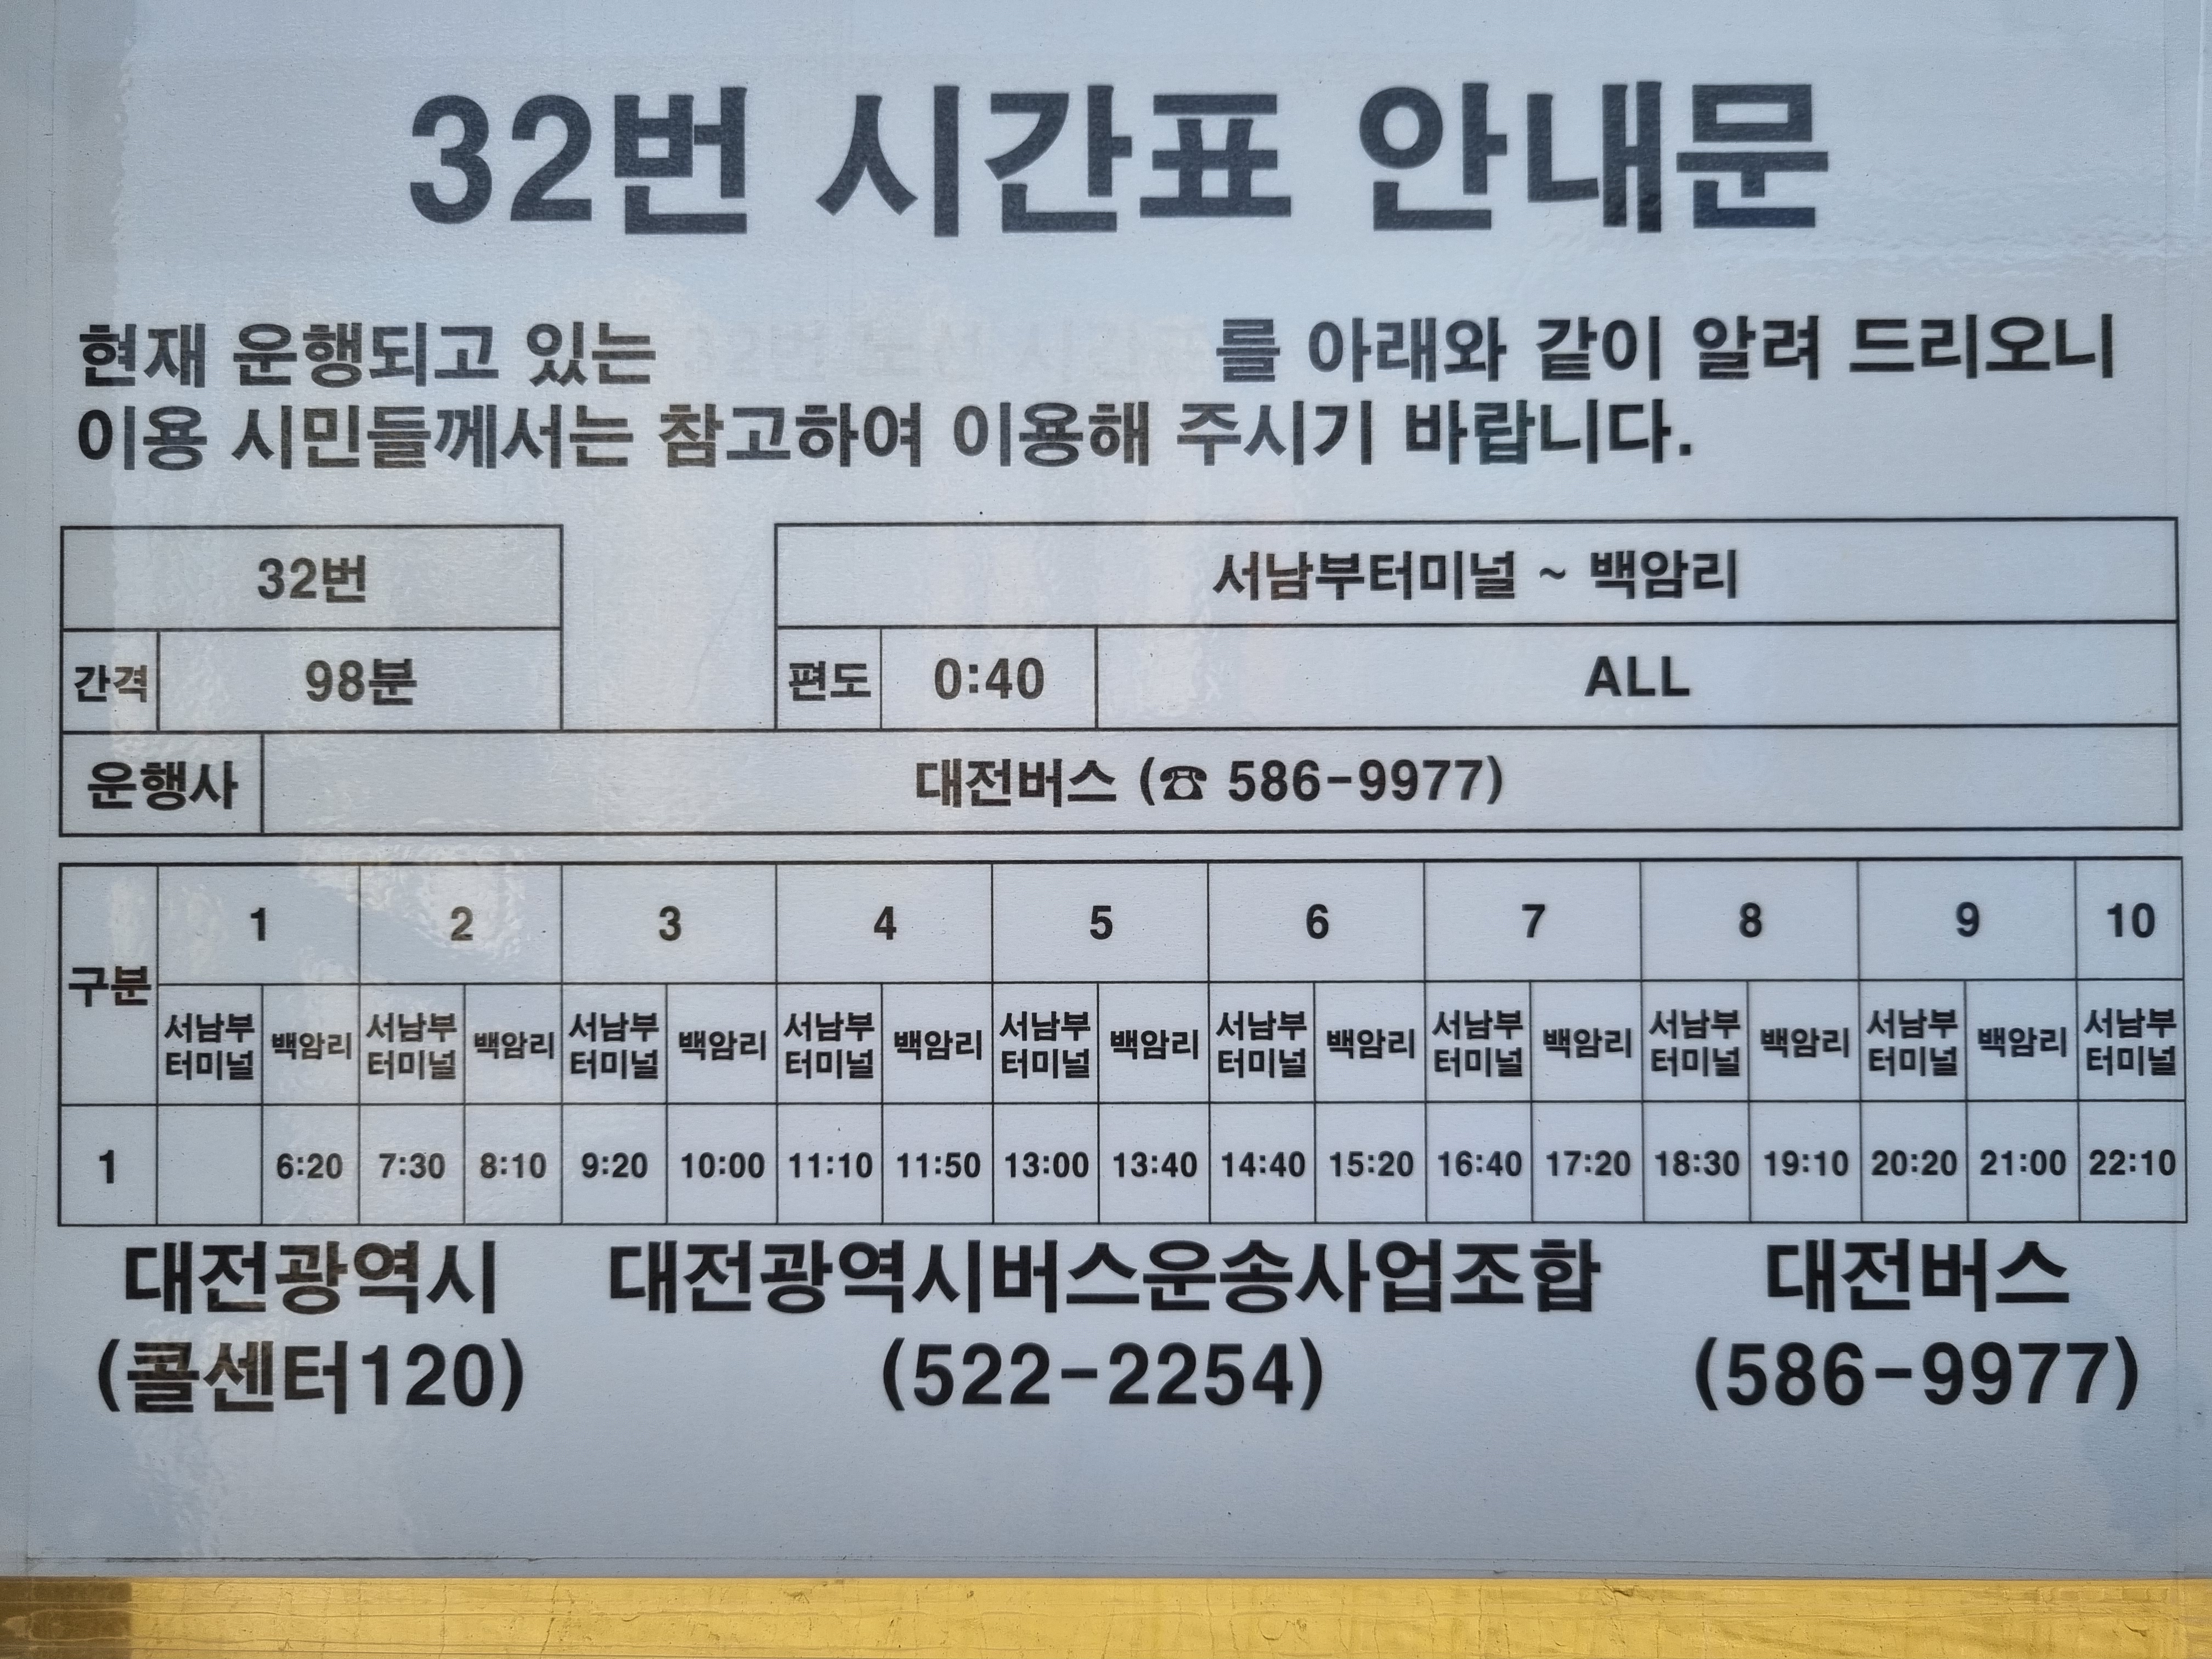 32번 시간표 안내문
현재 운행되고 있는 를 아래와 같이 알려 드리오니
이용 시민들께서는 참고하여 이용해 주시기 바랍니다.
32번 서남부터미널 ~ 백암리
간격 98분 편도 0:40 ALL
운행사 대전버스 (☎ 586-9977)
구분 1 2 3 4 5 6 7 8 9 10
서남부터미널 백암리 서남부터미널 백암리 서남부터미널 백암리 서남부터미널 백암리 서남부터미널 백암리 서남부터미널 백암리 서남부터미널 백암리 서남부터미널 백암리 서남부터미널 백암리 서남부터미널
1 6:20 7:30 8:10 9:20 10:00 11:10 11:50 13:00 13:40 14:40 15:20 16:40 17:20 18:30 19:10 20:20 21:00 22:10
대전광역시 대전광역시버스운송사업조합 대전버스
(콜센터120) (522-2254) (586-9977)